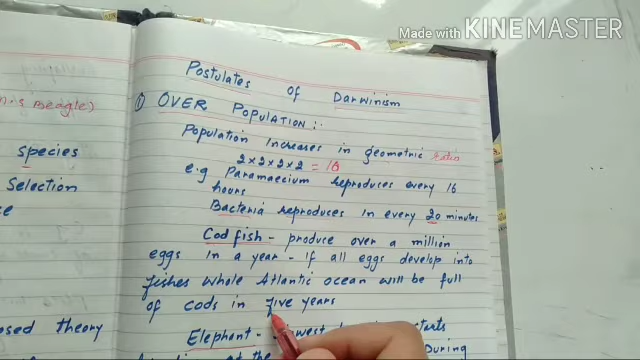 Made with KINEMASTER
Postulates of Darwinism
① OVER POPULATION :-
Population increases in geometric ratio
2×2×2×2 = 16
e.g Paramaecium reproduces every 16
hours
Bacteria reproduces in every 20 minutes
Cod fish - produce over a million
eggs in a year - if all eggs develop into
fishes whole Atlantic ocean will be full
of cods in five years
Elephant -
During
Beagle)
species
Selection
theory